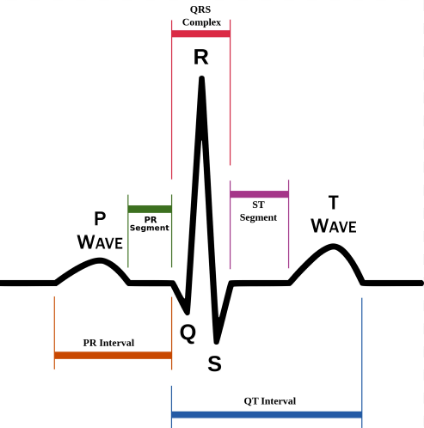 QRS
Complex
R
P
WAVE
PR
Segment
ST
Segment
T
WAVE
Q
S
PR Interval
QT Interval